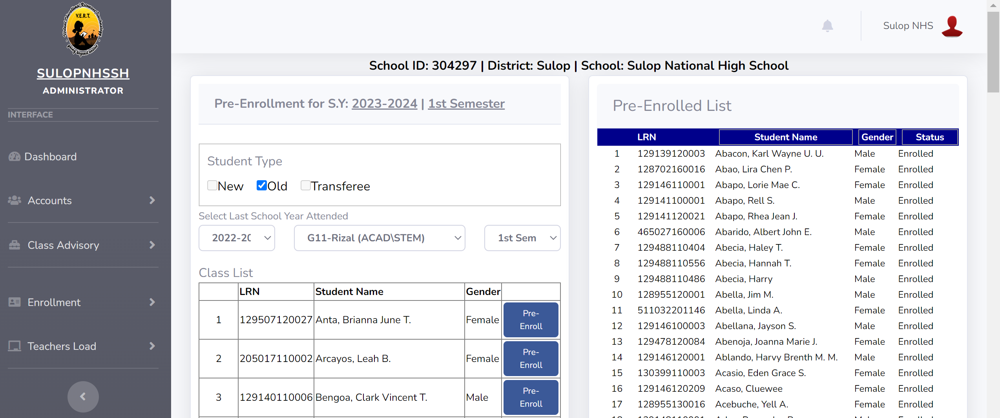 Virtual Educational Resources Teachnology
V.E.R.T.
going beyond online
SULOPNHSSH
ADMINISTRATOR
INTERFACE
Dashboard
Accounts
Class Advisory
Enrollment
Teachers Load
Sulop NHS
School ID: 304297 | District: Sulop | School: Sulop National High School
Pre-Enrollment for S.Y: 2023-2024 | 1st Semester
Student Type
New Old Transferee
Select Last School Year Attended
2022-20 G11-Rizal (ACAD\STEM) 1st Sem
Class List
LRN Student Name Gender
1 129507120027 Anta, Brianna June T. Female Pre-
Enroll
2 205017110002 Arcayos, Leah B. Female Pre-
Enroll
3 129140110006 Bengoa, Clark Vincent T. Male Pre-
Enroll
Pre-Enrolled List
LRN Student Name Gender Status
1 129139120003 Abacon, Karl Wayne U. U. Male Enrolled
2 128702160016 Abao, Lira Chen P. Female Enrolled
3 129146110001 Abapo, Lorie Mae C. Female Enrolled
4 129141100001 Abapo, Rell S. Male Enrolled
5 129141120021 Abapo, Rhea Jean J. Female Enrolled
6 465027160006 Abarido, Albert John E. Male Enrolled
7 129488110404 Abecia, Haley T. Female Enrolled
8 129488110556 Abecia, Hannah T. Female Enrolled
9 129488110486 Abecia, Harry Male Enrolled
10 128955120001 Abella, Jim M. Male Enrolled
11 511032201146 Abella, Linda A. Female Enrolled
12 129146100003 Abellana, Jayson S. Male Enrolled
13 129478120084 Abenoja, Joanna Marie J. Female Enrolled
14 129146120001 Ablando, Harvy Brenth M. M. Male Enrolled
15 130399110003 Acasio, Eden Grace S. Female Enrolled
16 129146120209 Acaso, Cluewee Female Enrolled
17 128955130016 Acebuche, Yell A. Female Enrolled